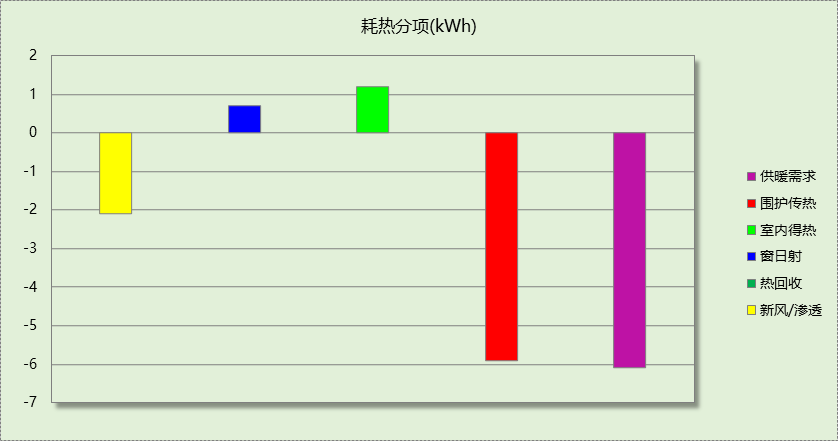 耗热分项(kWh)
2
1
0
-1
-2
-3
-4
-5
-6
-7
供暖需求
围护传热
室内得热
窗日射
热回收
新风/渗透